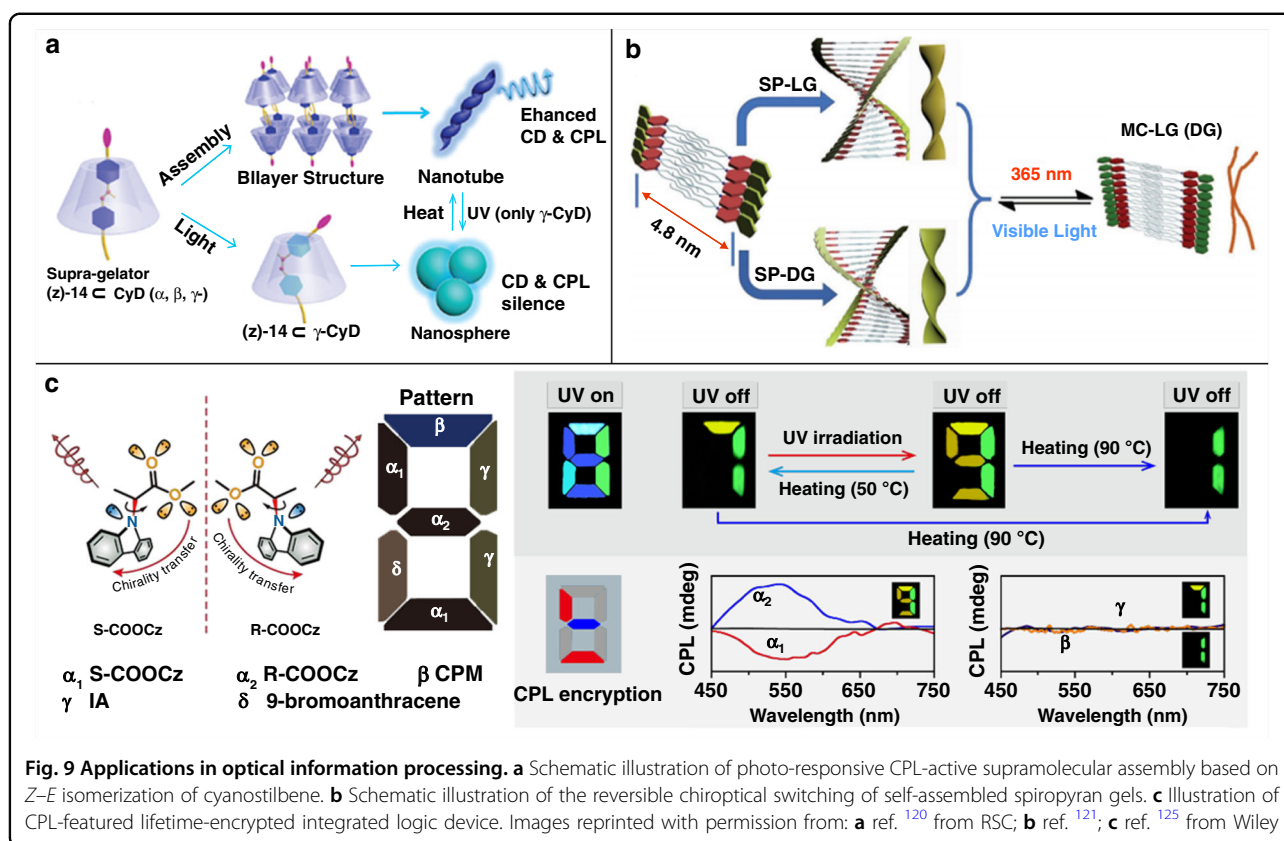 a
Assembly
Light
Supra-gelator
(z)-14 ⊂ CyD (α, β, γ-)
Bllayer Structure
(z)-14 ⊂ γ-CyD
Nanotube
Ehanced
CD & CPL
Heat
UV (only γ-CyD)
CD & CPL
silence
Nanosphere
b
SP-LG
4.8 nm
SP-DG
365 nm
Visible Light
MC-LG (DG)
c
O
O
N
Chirality transfer
S-COOCz
O
O
N
Chirality transfer
R-COOCz
α1 S-COOCz α2 R-COOCz β CPM
γ IA δ 9-bromoanthracene
Pattern
β
α1
γ
α2
δ
γ
α1
UV on
UV off
UV irradiation
Heating (50 °C)
UV off
Heating (90 °C)
UV off
Heating (90 °C)
CPL encryption
CPL (mdeg)
α2
α1
450 550 650 750
Wavelength (nm)
CPL (mdeg)
γ
β
450 550 650 750
Wavelength (nm)
Fig. 9 Applications in optical information processing. a Schematic illustration of photo-responsive CPL-active supramolecular assembly based on
Z–E isomerization of cyanostilbene. b Schematic illustration of the reversible chiroptical switching of self-assembled spiropyran gels. c Illustration of
CPL-featured lifetime-encrypted integrated logic device. Images reprinted with permission from: a ref. 120 from RSC; b ref. 121; c ref. 125 from Wiley